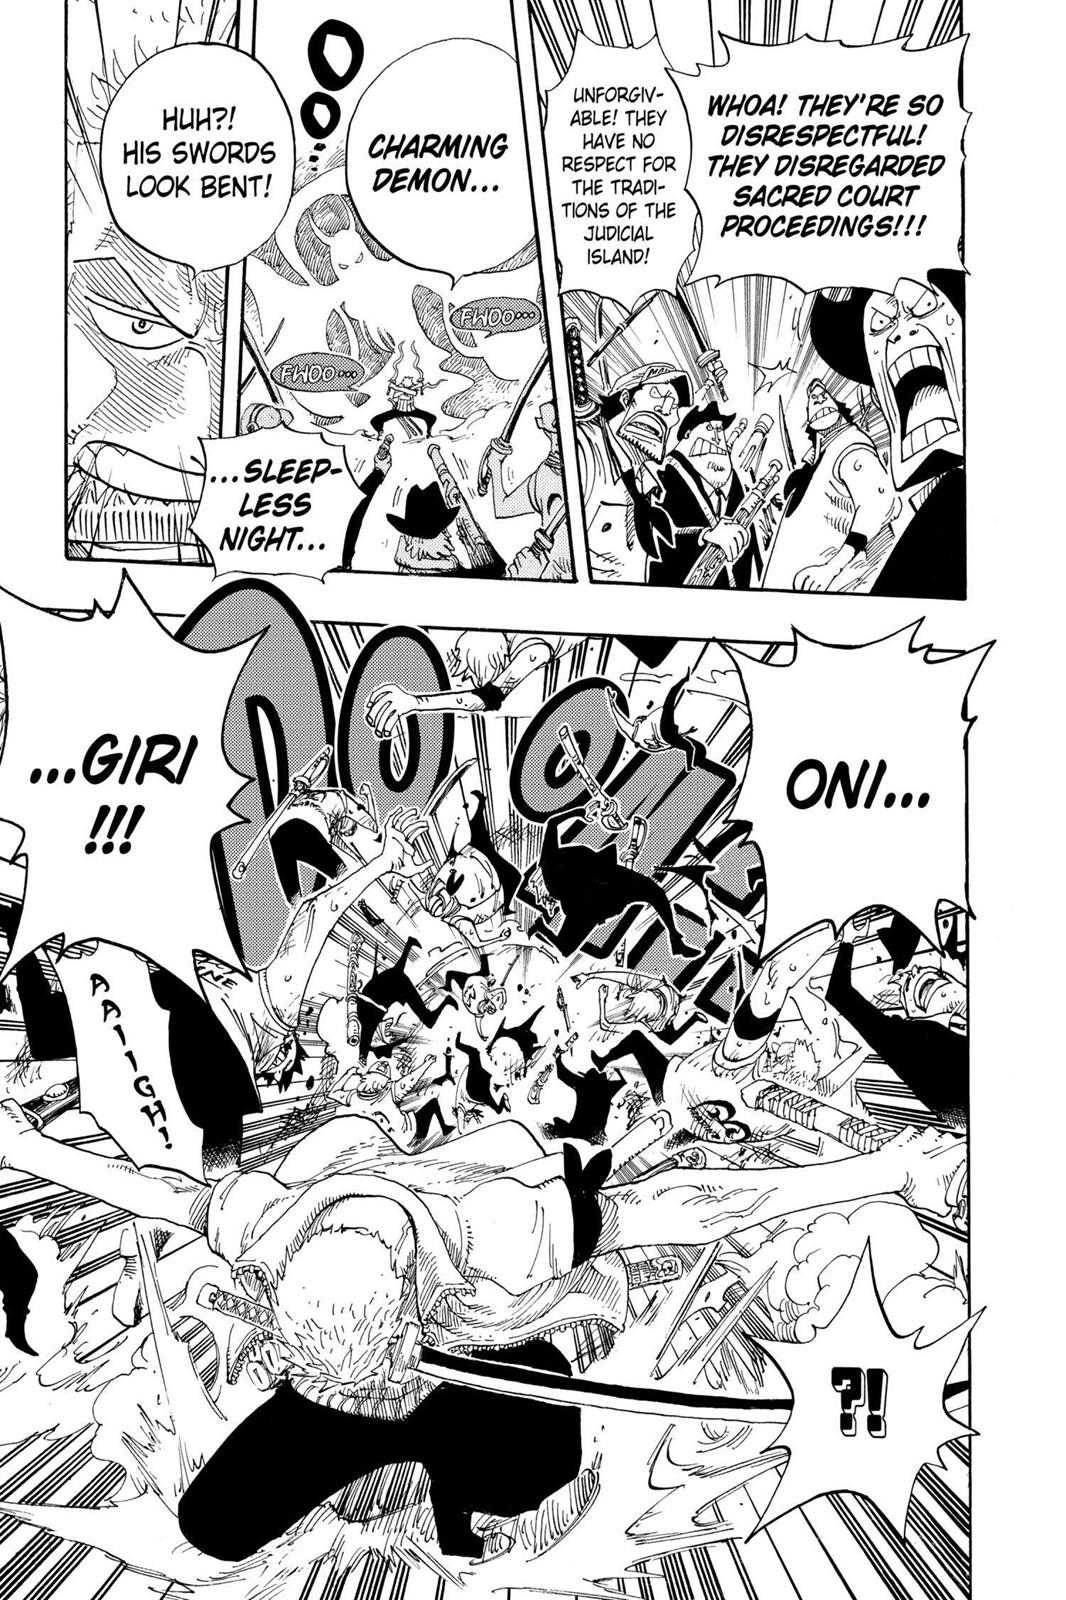 WHOA! THEY'RE SO
DISRESPECTFUL!
THEY DISREGARDED
SACRED COURT
PROCEEDINGS!!!
UNFORGIV-
ABLE! THEY
HAVE NO
RESPECT FOR
THE TRADI-
TIONS OF THE
JUDICIAL
ISLAND!
CHARMING
DEMON...
FWOO
FWOO
...SLEEP-
LESS
NIGHT...
HUH?!
HIS SWORDS
LOOK BENT!
ONI...
...GIRI
!!!
AAIIGH!
?!